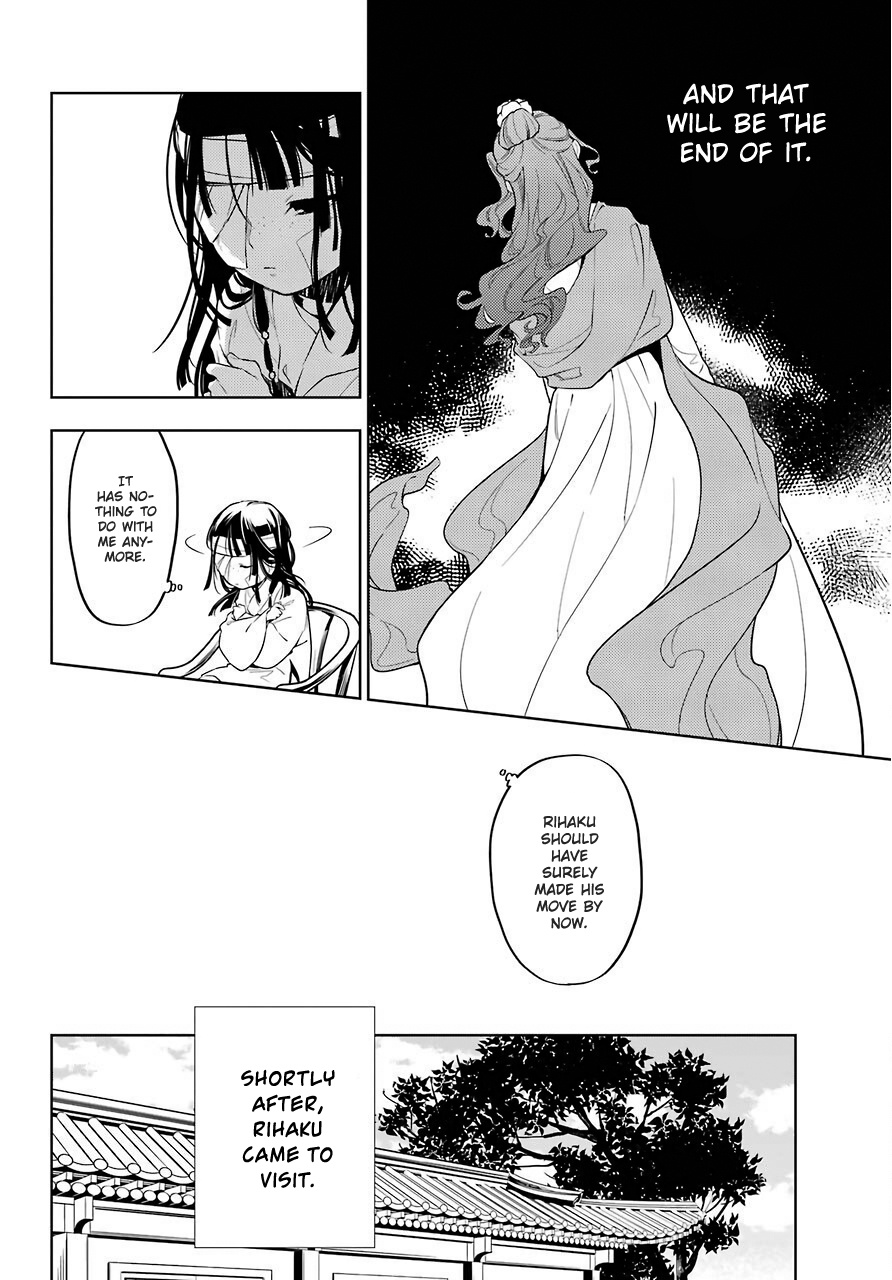 AND THAT
WILL BE THE
END OF IT.
IT
HAS NO-
THING TO
DO WITH
ME ANY-
MORE.
RIHAKU
SHOULD
HAVE
SURELY
MADE HIS
MOVE BY
NOW.
SHORTLY
AFTER,
RIHAKU
CAME TO
VISIT.